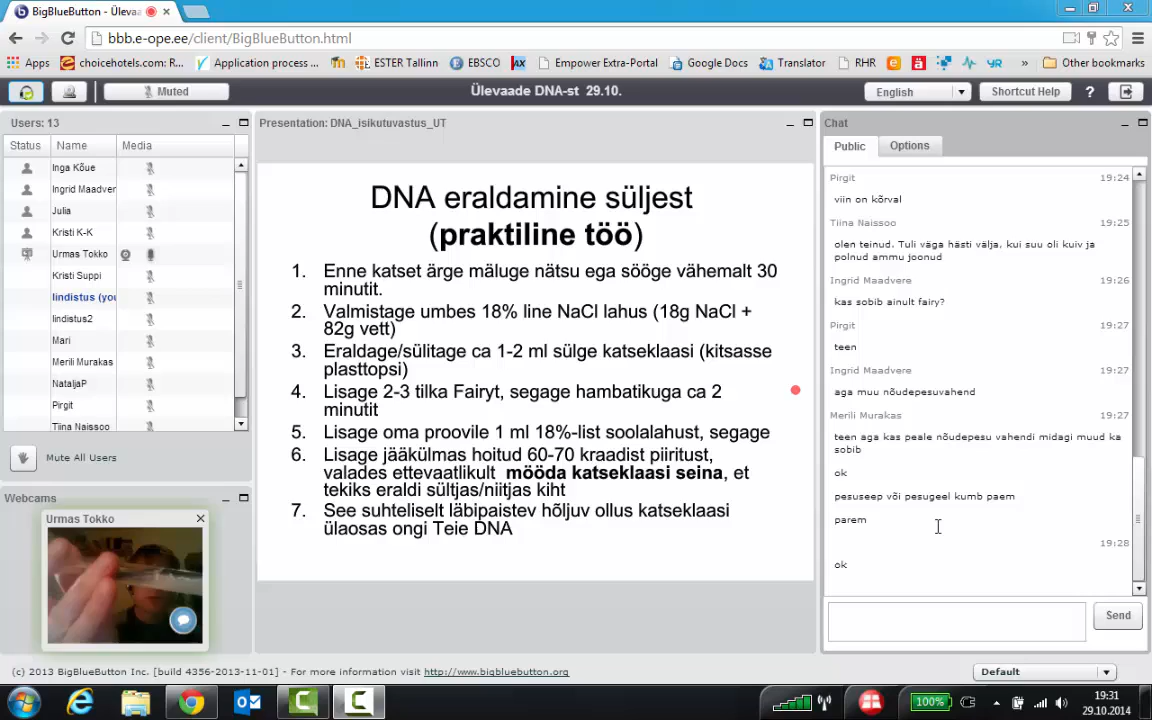 BigBlueButton - Ülevaa
bbb.e-ope.ee/client/BigBlueButton.html
Apps
choicehotels.com: R...
Application process ...
ESTER Tallinn
EBSCO
AX
Empower Extra-Portal
Google Docs
Translator
RHR
YR
»
Other bookmarks
Muted
Ülevaade DNA-st 29.10.
English
Shortcut Help
?
Users: 13
Status
Name
Media
Inga Kõue
Ingrid Maadver
Julia
Kristi K-K
Urmas Tokko
Kristi Suppi
lindistus (you
lindistus2
Mari
Merili Murakas
NataljaP
Pirgit
Tiina Naissoo
Mute All Users
Webcams
Urmas Tokko
Presentation: DNA_isikutuvastus_UT
DNA eraldamine süljest
(praktiline töö)
1. Enne katset ärge mäluge nätsu ega sööge vähemalt 30
minutit.
2. Valmistage umbes 18% line NaCl lahus (18g NaCl +
82g vett)
3. Eraldage/sülitage ca 1-2 ml sülge katseklaasi (kitsasse
plasttopsi)
4. Lisage 2-3 tilka Fairyt, segage hambatikuga ca 2
minutit
5. Lisage oma proovile 1 ml 18%-list soolalahust, segage
6. Lisage jääkülmas hoitud 60-70 kraadist piiritust,
valades ettevaatlikult mööda katseklaasi seina, et
tekiks eraldi sültjas/niitjas kiht
7. See suhteliselt läbipaistev hõljuv ollus katseklaasi
ülaosas ongi Teie DNA
Chat
Public
Options
Pirgit 19:24
viin on kõrval
Tiina Naissoo 19:25
olen teinud. Tuli väga hästi välja, kui suu oli kuiv ja
polnud ammu joonud
Ingrid Maadvere 19:26
kas sobib ainult fairy?
Pirgit 19:27
teen
Ingrid Maadvere 19:27
aga muu nõudepesuvahend
Merili Murakas 19:27
teen aga kas peale nõudepesu vahendi midagi muud ka
sobib
ok
pesuseep või pesugeel kumb paem
parem
19:28
ok
Send
(c) 2013 BigBlueButton Inc. [build 4356-2013-11-01] - For more information visit http://www.bigbluebutton.org
Default
100%
19:31
29.10.2014